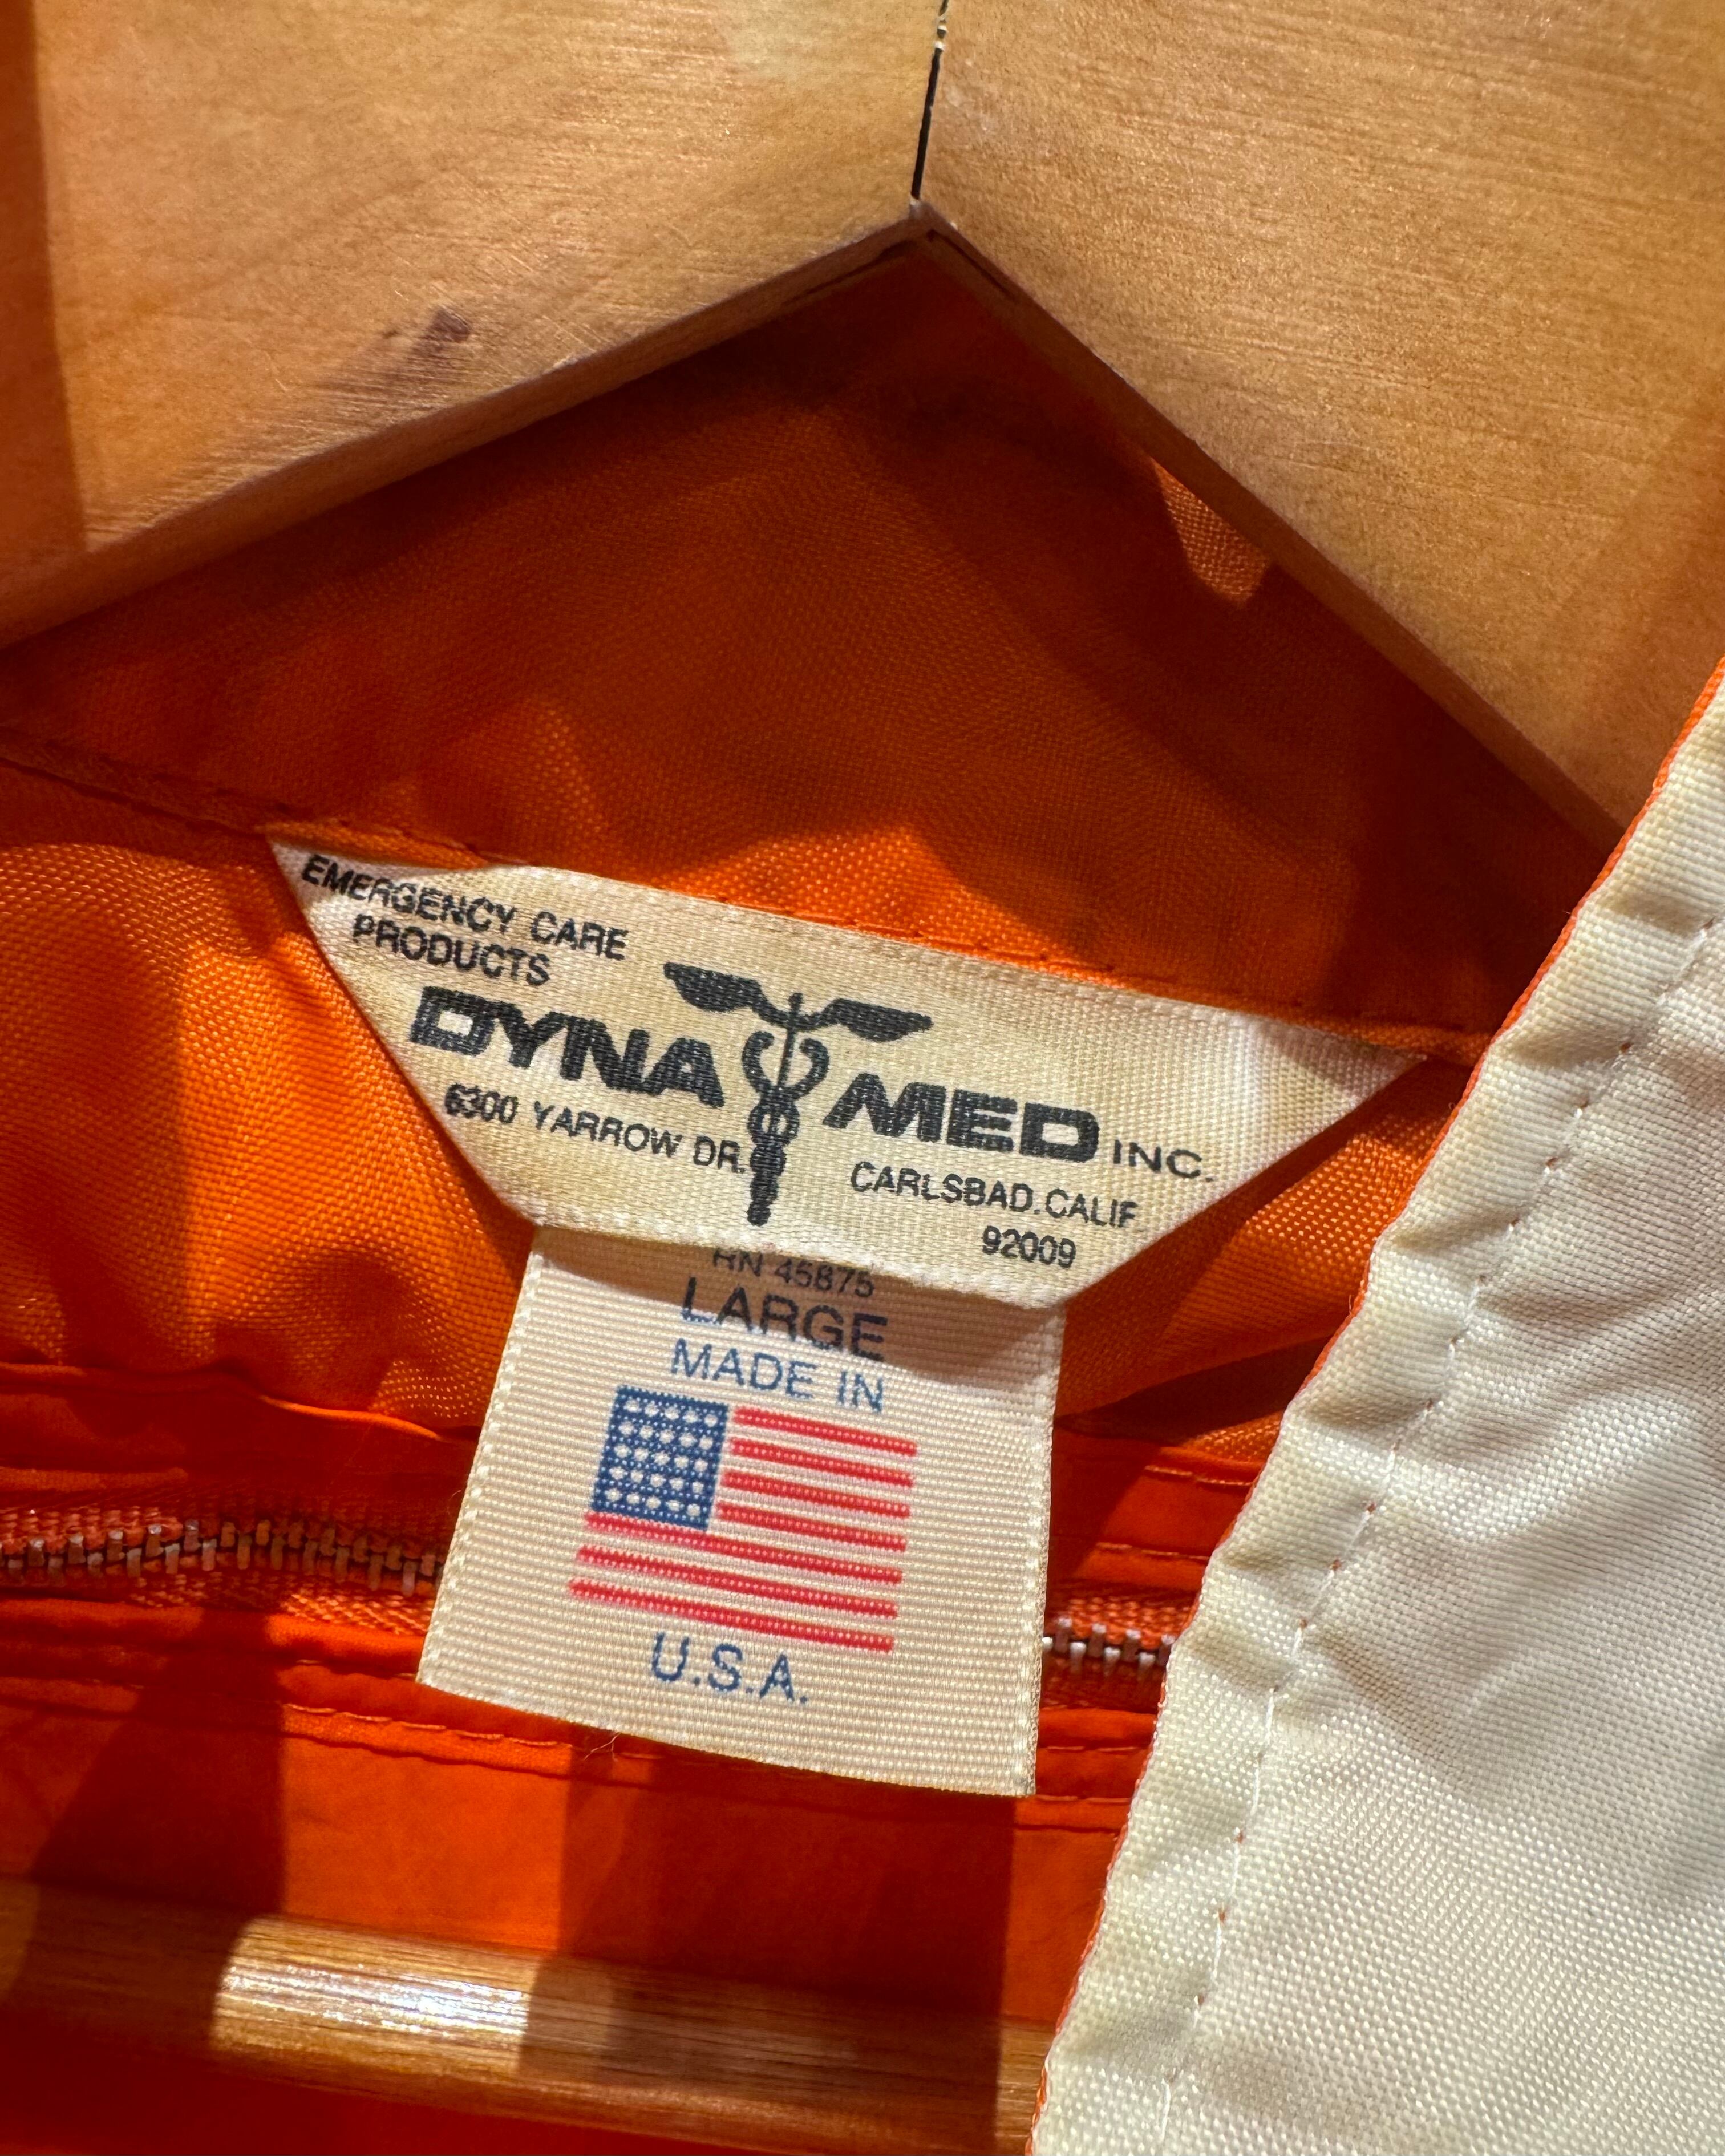 EMERGENCY CARE
PRODUCTS
DYNA MED INC.
6300 YARROW DR. CARLSBAD, CALIF
92009
RN 45875
LARGE
MADE IN
U.S.A.